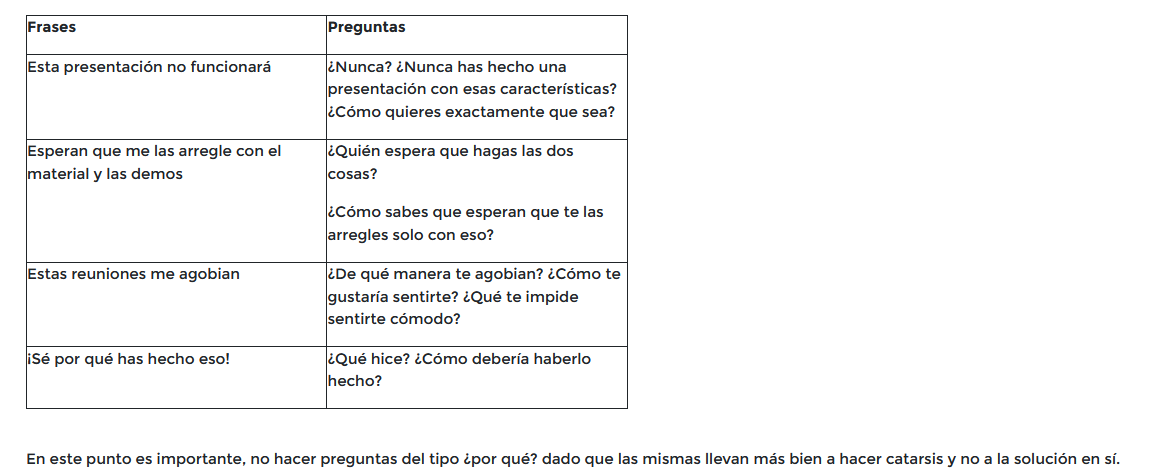 Frases
Preguntas
Esta presentación no funcionará
¿Nunca? ¿Nunca has hecho una
presentación con esas características?
¿Cómo quieres exactamente que sea?
Esperan que me las arregle con el
material y las demos
¿Quién espera que hagas las dos
cosas?
¿Cómo sabes que esperan que te las
arregles solo con eso?
Estas reuniones me agobian
¿De qué manera te agobian? ¿Cómo te
gustaría sentirte? ¿Qué te impide
sentirte cómodo?
¡Sé por qué has hecho eso!
¿Qué hice? ¿Cómo debería haberlo
hecho?
En este punto es importante, no hacer preguntas del tipo ¿por qué? dado que las mismas llevan más bien a hacer catarsis y no a la solución en sí.